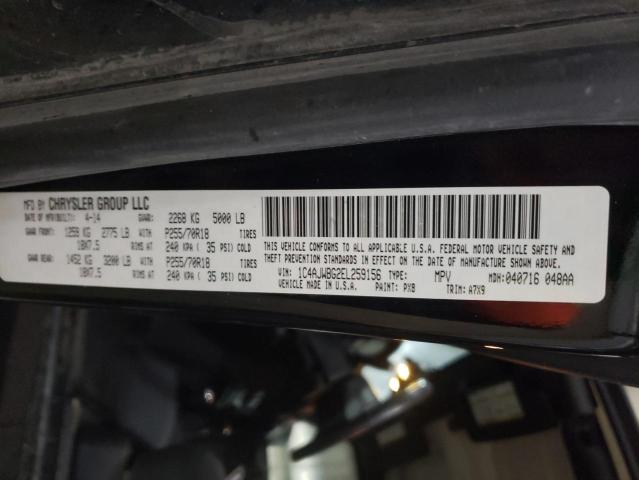 MFD BY CHRYSLER GROUP LLC
DATE OF MFR(BUILT): 4-14 GVWR: 2268 KG 5000 LB
GAWR FRONT: 1259 KG 2775 LB WITH P255/70R18 TIRES
18X7.5 RIMS AT 240 KPA ( 35 PSI) COLD
GAWR REAR: 1452 KG 3200 LB WITH P255/70R18 TIRES
18X7.5 RIMS AT 240 KPA ( 35 PSI) COLD
THIS VEHICLE CONFORMS TO ALL APPLICABLE U.S.A. FEDERAL MOTOR VEHICLE SAFETY AND
THEFT PREVENTION STANDARDS IN EFFECT ON THE DATE OF MANUFACTURE SHOWN ABOVE.
VIN: 1C4AJWBG2EL259156 TYPE: MPV MDH: 040716 048AA
MADE IN U.S.A. PAINT: PX8 TRIM: A7X9